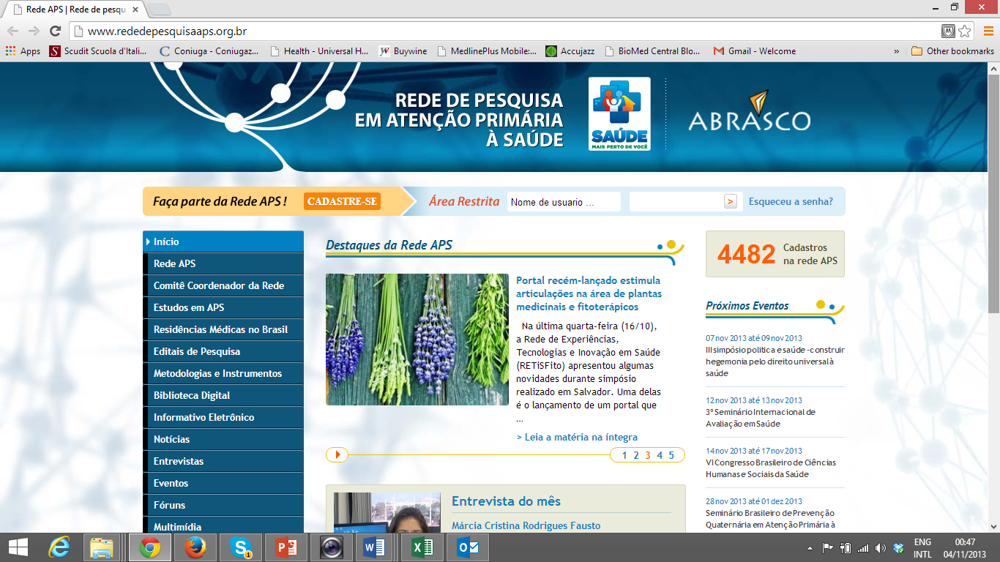 Rede APS | Rede de pesqu
www.rededepesquisaaps.org.br
Apps
Scudit Scuola d'Itali...
Coniuga - Coniugaz...
Health - Universal H...
Buywine
MedlinePlus Mobile:...
Accujazz
BioMed Central Blo...
Gmail - Welcome
»
Other bookmarks
REDE DE PESQUISA
EM ATENÇÃO PRIMÁRIA
À SAÚDE
SAÚDE
MAIS PERTO DE VOCÊ
ABRASCO
Faça parte da Rede APS !
CADASTRE-SE
Área Restrita
Nome de usuario ...
>
Esqueceu a senha?
Início
Rede APS
Comitê Coordenador da Rede
Estudos em APS
Residências Médicas no Brasil
Editais de Pesquisa
Metodologias e Instrumentos
Biblioteca Digital
Informativo Eletrônico
Notícias
Entrevistas
Eventos
Fóruns
Multimídia
Destaques da Rede APS
Portal recém-lançado estimula
articulações na área de plantas
medicinais e fitoterápicos
Na última quarta-feira (16/10),
a Rede de Experiências,
Tecnologias e Inovação em Saúde
(RETiSFito) apresentou algumas
novidades durante simpósio
realizado em Salvador. Uma delas
é o lançamento de um portal que
...
> Leia a matéria na íntegra
1 2 3 4 5
Entrevista do mês
Márcia Cristina Rodrigues Fausto
4482
Cadastros
na rede APS
Próximos Eventos
07 nov 2013 até 09 nov 2013
III simpósio politica e saúde - construir
hegemonia pelo direito universal à
saúde
12 nov 2013 até 13 nov 2013
3º Seminário Internacional de
Avaliação em Saúde
14 nov 2013 até 17 nov 2013
VI Congresso Brasileiro de Ciências
Humanas e Sociais da Saúde
28 nov 2013 até 01 dez 2013
Seminário Brasileiro de Prevenção
Quaternária em Atenção Primária à
ENG
INTL
00:47
04/11/2013